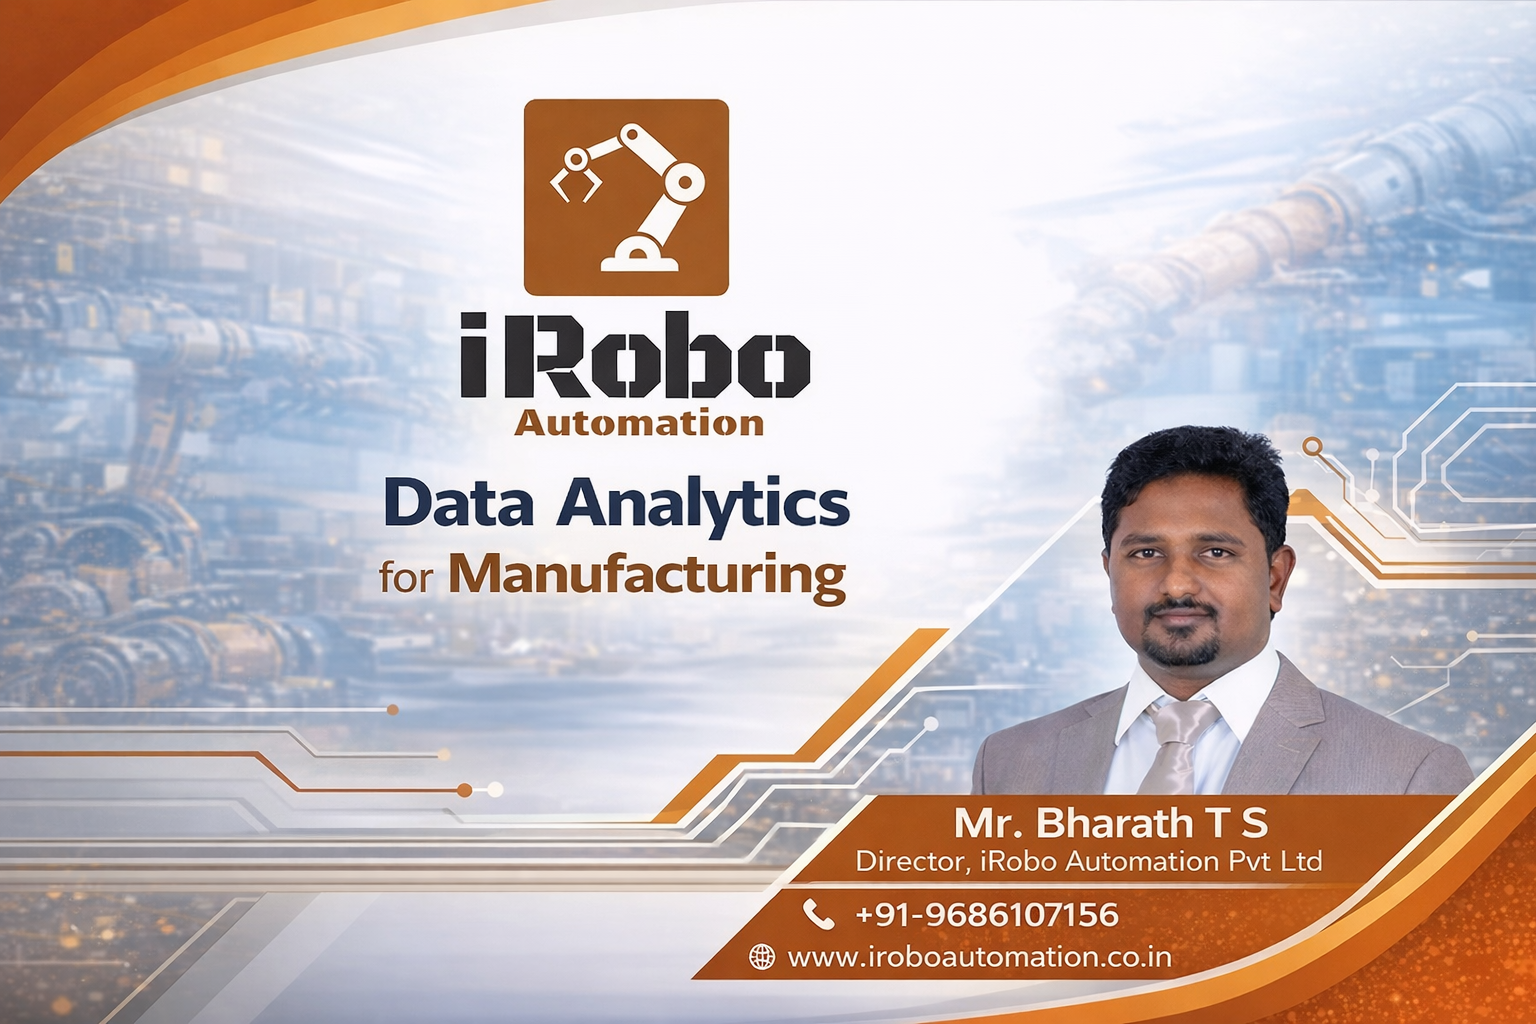 iRobo
Automation
Data Analytics
for Manufacturing
Mr. Bharath T S
Director, iRobo Automation Pvt Ltd
+91-9686107156
www.iroboautomation.co.in